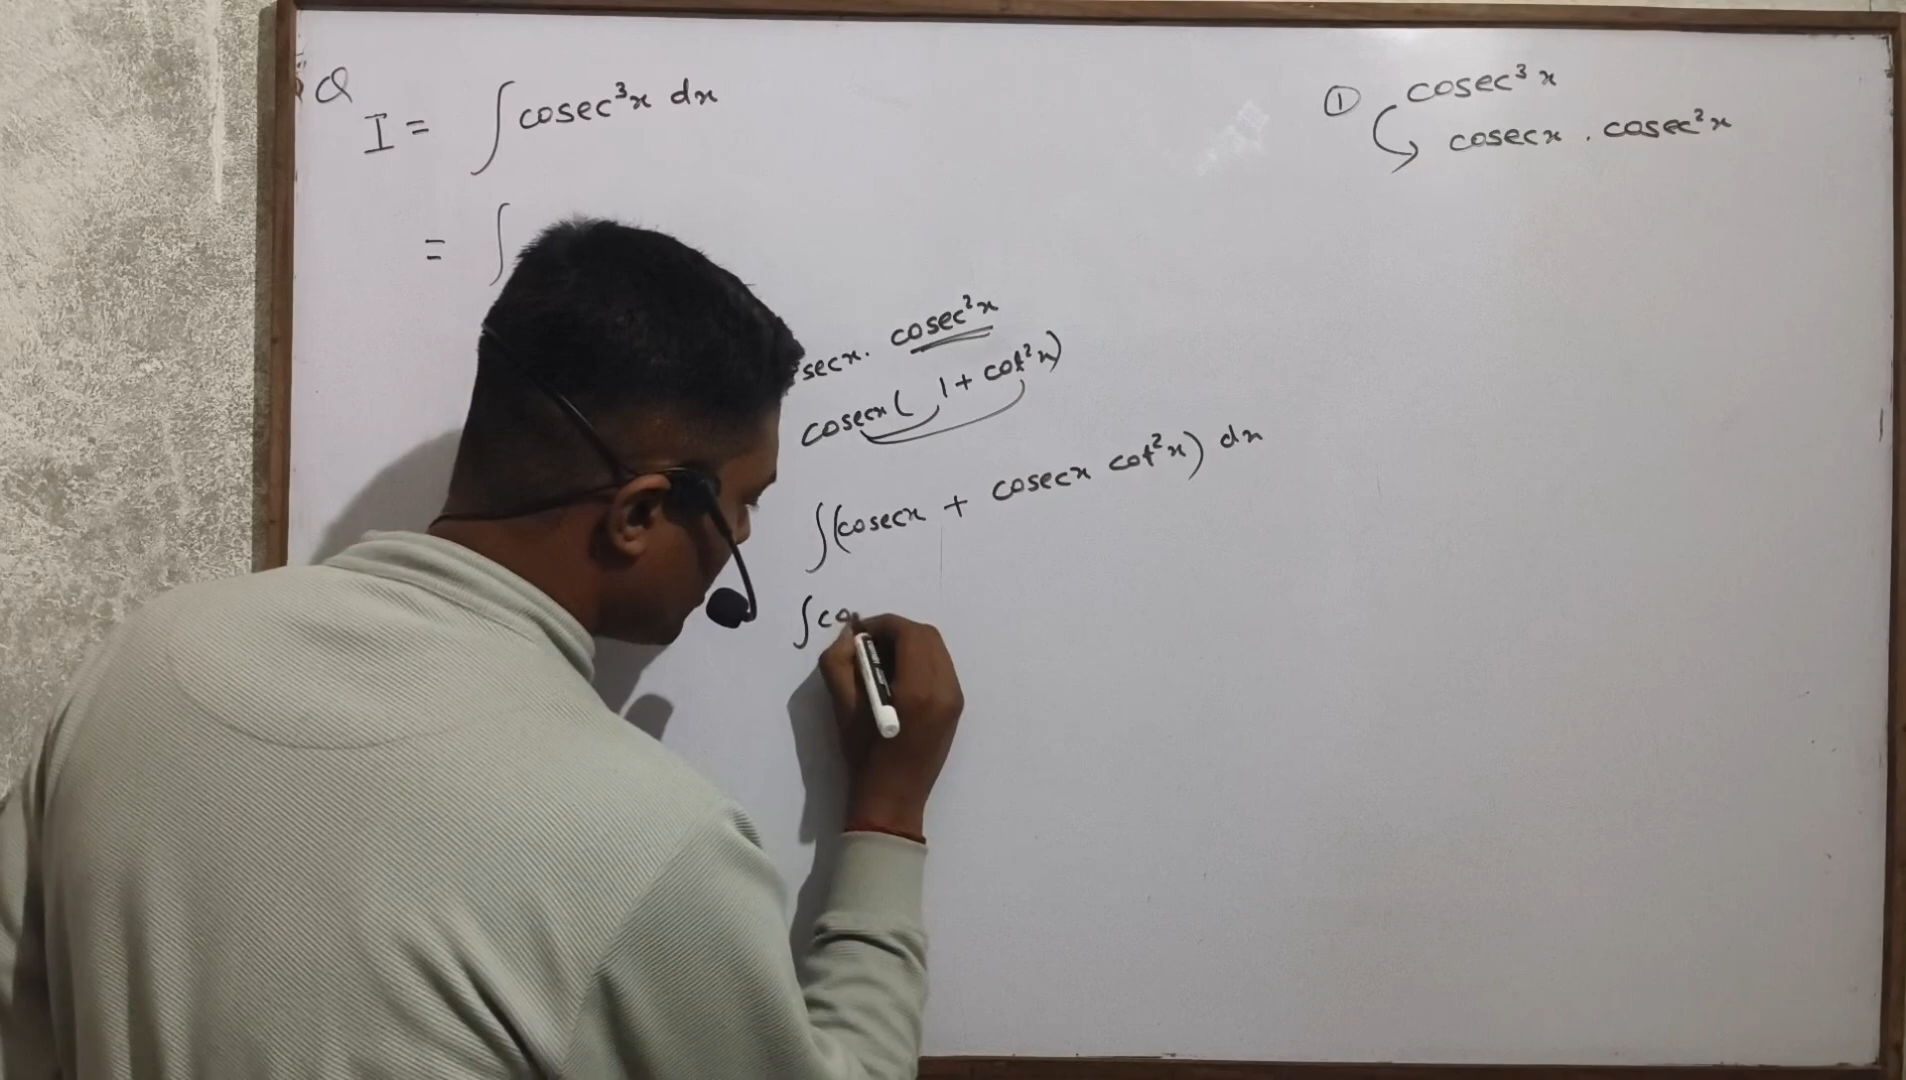 Q
I = ∫ cosec³x dx
= ∫
secx. cosec²x
cosecx ( 1 + cot²x)
∫(cosecx + cosecx cot²x) dx
∫co
① cosec³x
cosecx . cosec²x